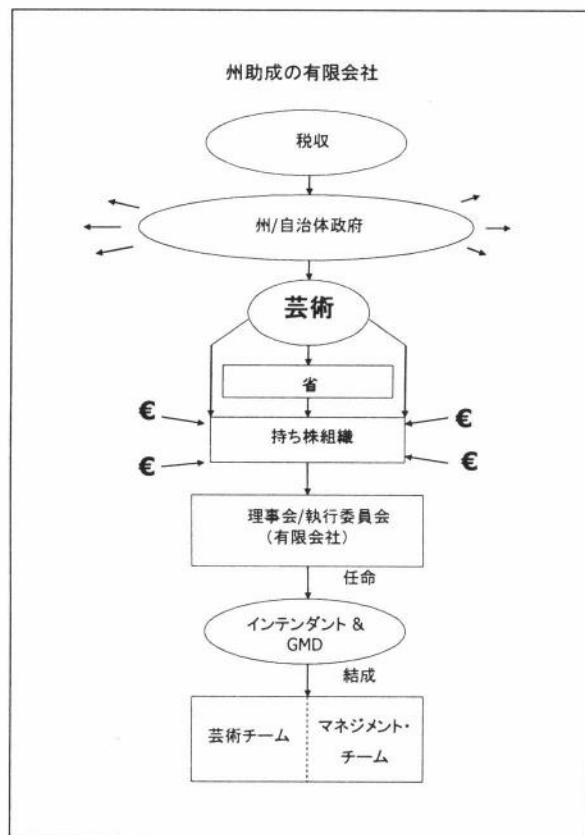 州助成の有限会社
税収
州/自治体政府
芸術
省
€
€
持ち株組織
€
€
理事会/執行委員会
(有限会社)
任命
インテンダント &
GMD
結成
芸術チーム
マネジメント・
チーム